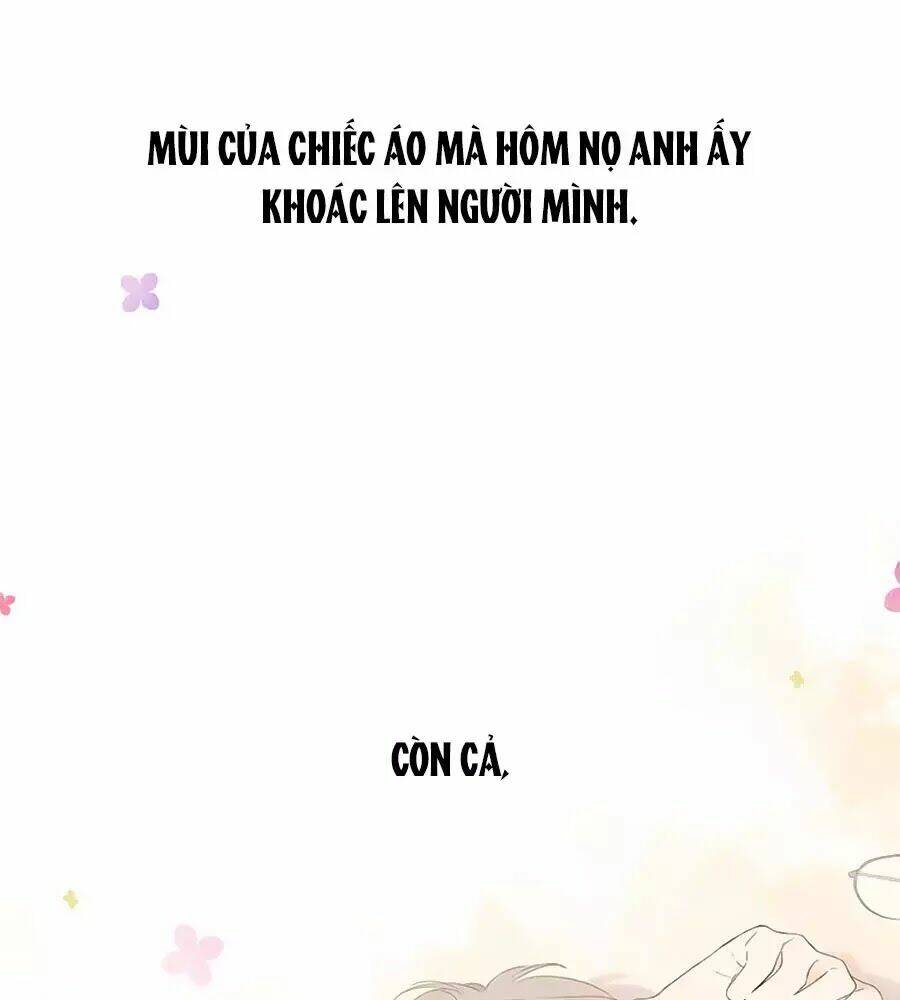 MÙI CỦA CHIẾC ÁO MÀ HÔM NỌ ANH ẤY
KHOÁC LÊN NGƯỜI MÌNH.
CÒN CẢ,